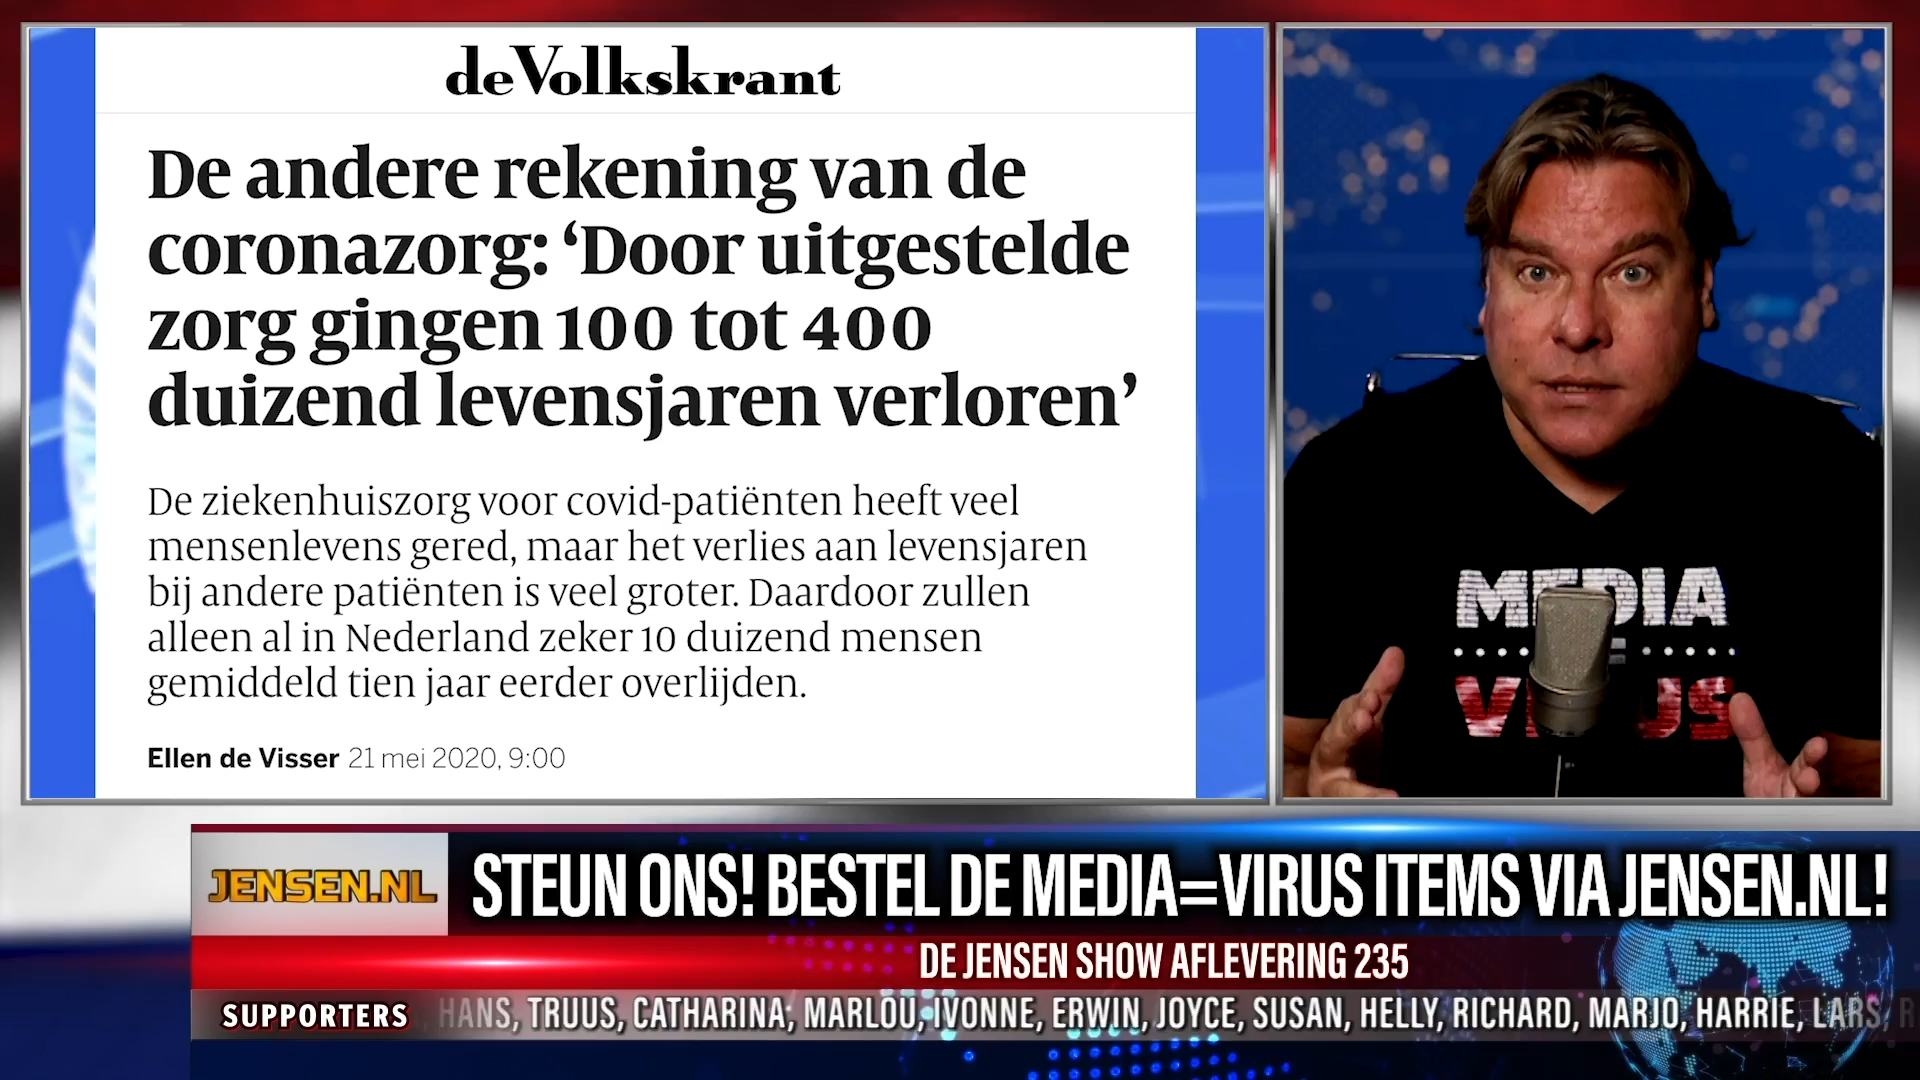 de Volkskrant
De andere rekening van de
coronazorg: ‘Door uitgestelde
zorg gingen 100 tot 400
duizend levensjaren verloren’
De ziekenhuiszorg voor covid-patiënten heeft veel
mensenlevens gered, maar het verlies aan levensjaren
bij andere patiënten is veel groter. Daardoor zullen
alleen al in Nederland zeker 10 duizend mensen
gemiddeld tien jaar eerder overlijden.
Ellen de Visser 21 mei 2020, 9:00
MEDIA
VIRUS
JENSEN.NL
STEUN ONS! BESTEL DE MEDIA=VIRUS ITEMS VIA JENSEN.NL!
DE JENSEN SHOW AFLEVERING 235
SUPPORTERS HANS, TRUUS, CATHARINA; MARLOU, IVONNE, ERWIN, JOYCE, SUSAN, HELLY, RICHARD, MARJO, HARRIE, LARS, R